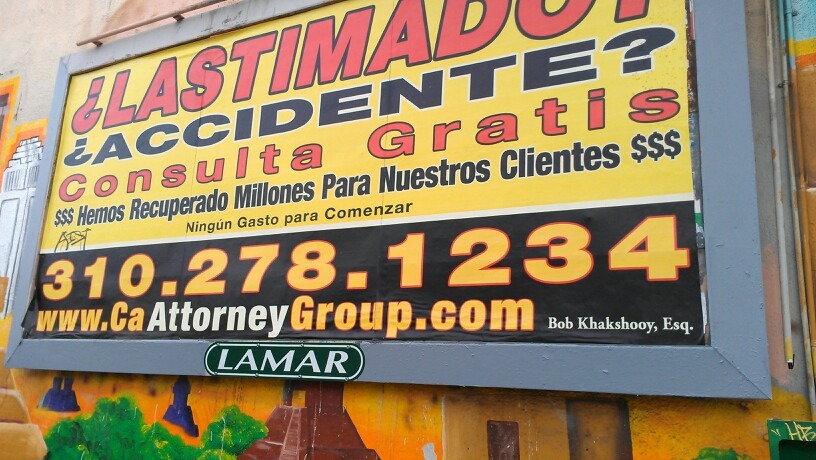 ¿LASTIMADO?
¿ACCIDENTE?
Consulta Gratis
$$$ Hemos Recuperado Millones Para Nuestros Clientes $$$
Ningún Gasto para Comenzar
310.278.1234
www.CaAttorneyGroup.com
Bob Khakshooy, Esq.
LAMAR